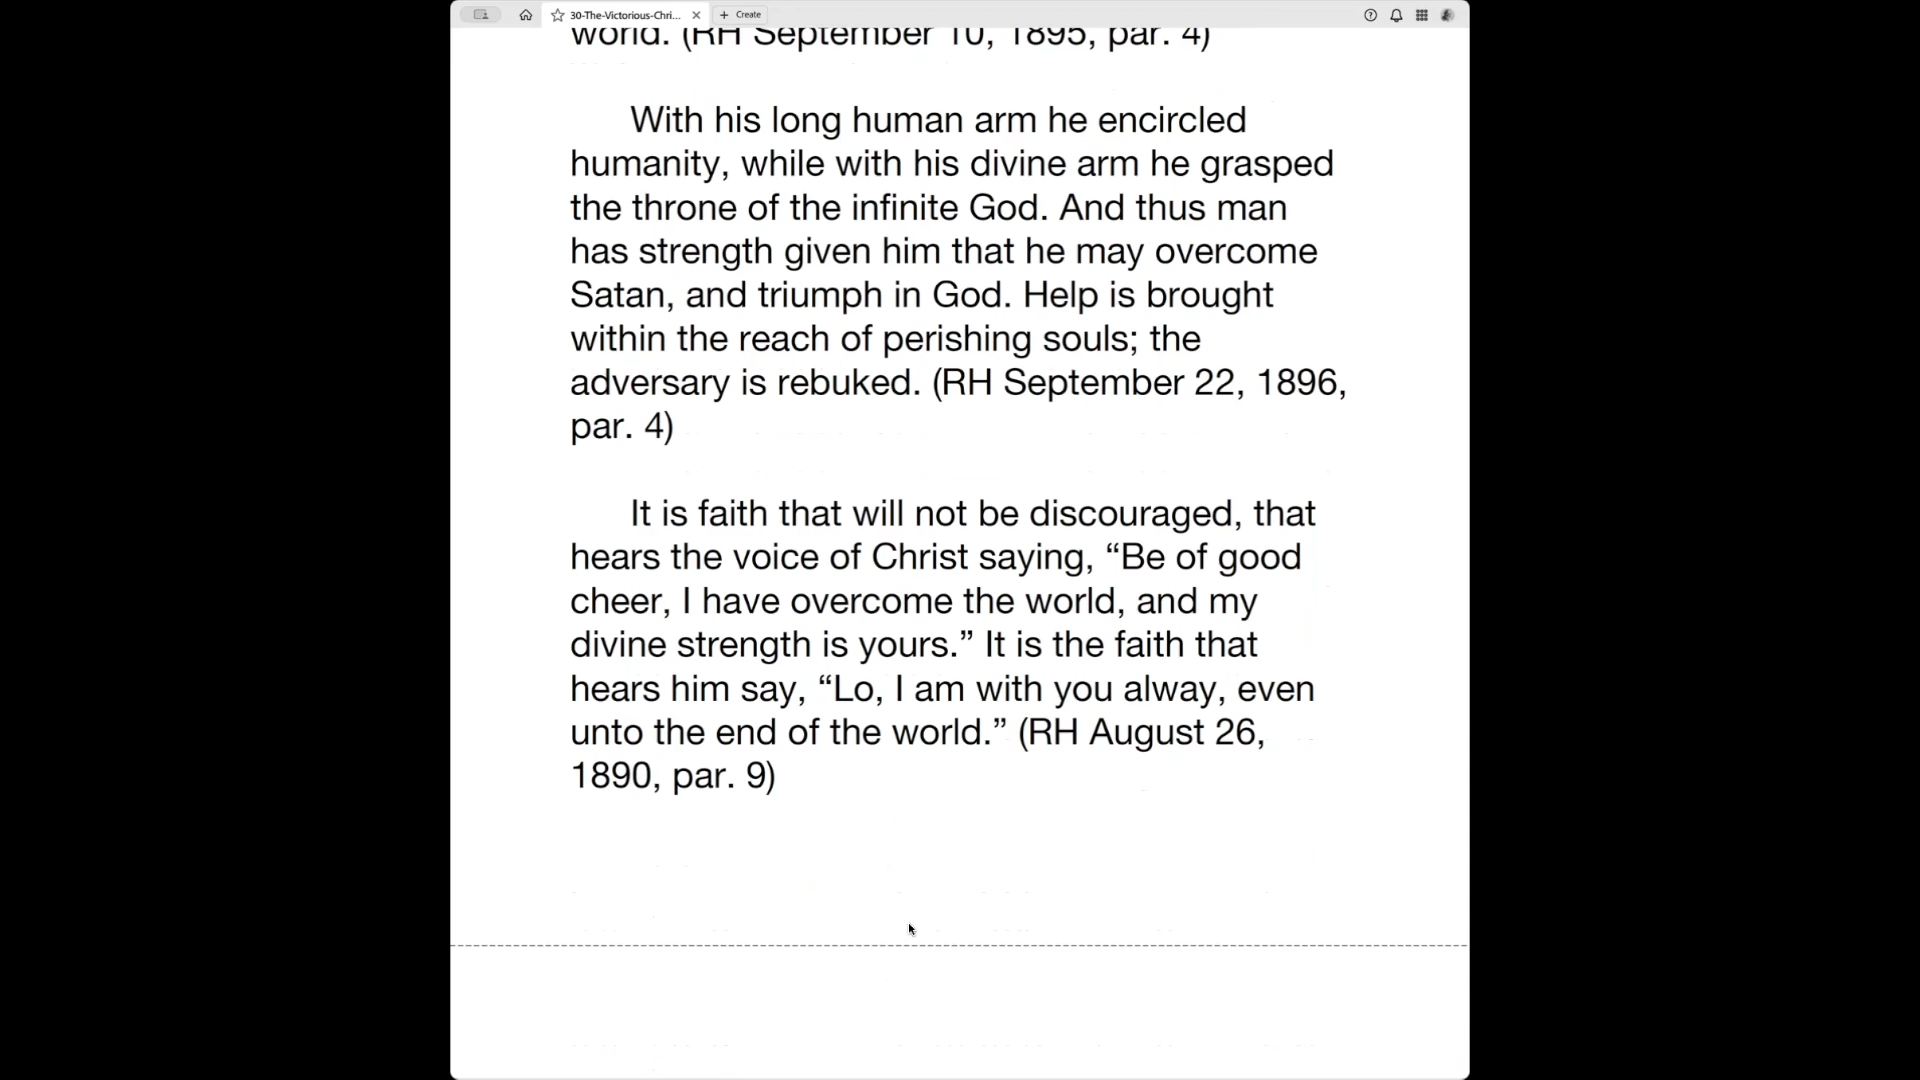 30-The-Victorious-Chri...
Create
world. (RH September 10, 1895, par. 4)
With his long human arm he encircled
humanity, while with his divine arm he grasped
the throne of the infinite God. And thus man
has strength given him that he may overcome
Satan, and triumph in God. Help is brought
within the reach of perishing souls; the
adversary is rebuked. (RH September 22, 1896,
par. 4)
It is faith that will not be discouraged, that
hears the voice of Christ saying, “Be of good
cheer, I have overcome the world, and my
divine strength is yours.” It is the faith that
hears him say, “Lo, I am with you alway, even
unto the end of the world.” (RH August 26,
1890, par. 9)